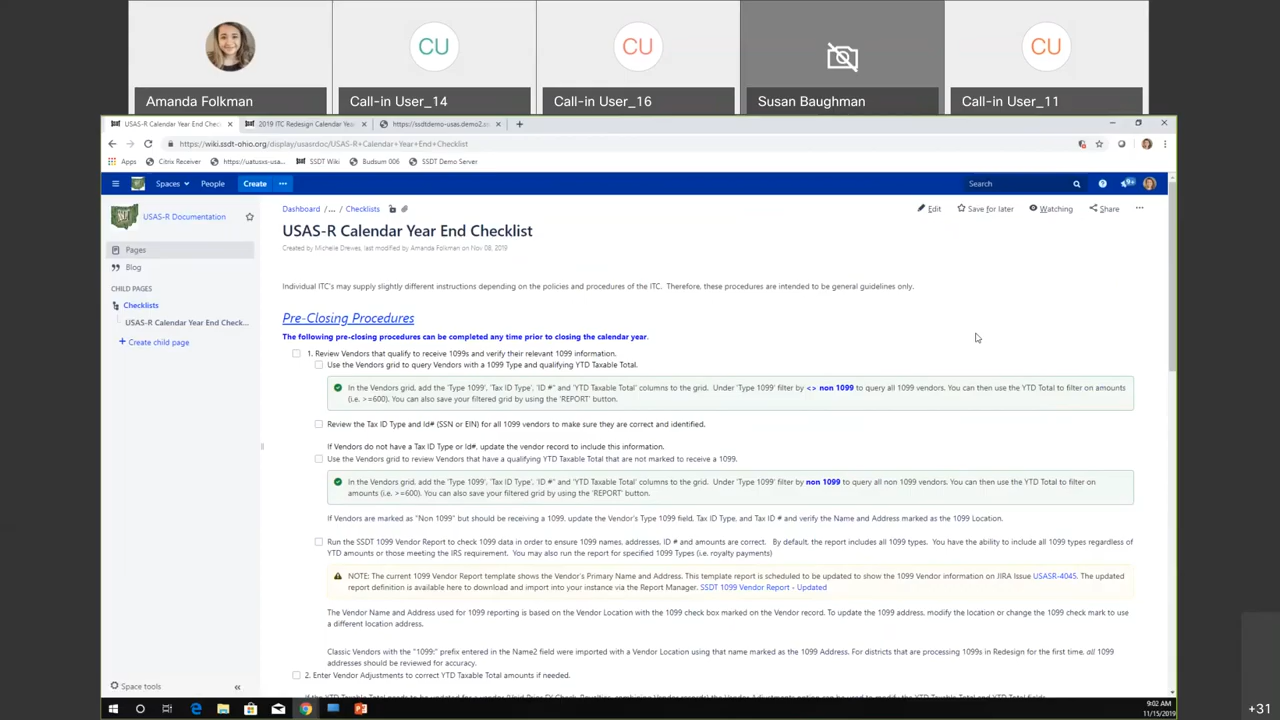 CU
CU
CU
Amanda Folkman
Call-in User_14
Call-in User_16
Susan Baughman
Call-in User_11
USAS-R Calendar Year End Check
2019 ITC Redesign Calendar Ye
https://ssdtdemo-usas.demo2.s
https://wiki.ssdt-ohio.org/display/usasrdoc/USAS-R+Calendar+Year+End+Checklist
Apps
Citrix Receiver
https://uatusxs-usa...
SSDT Wiki
Budsum 006
SSDT Demo Server
Spaces
People
Create
Search
9+
USAS-R Documentation
Pages
Blog
CHILD PAGES
Checklists
USAS-R Calendar Year End Check...
+ Create child page
Dashboard /... / Checklists
Edit
Save for later
Watching
Share
USAS-R Calendar Year End Checklist
Created by Michelle Drewes, last modified by Amanda Folkman on Nov 08, 2019
Individual ITC's may supply slightly different instructions depending on the policies and procedures of the ITC. Therefore, these procedures are intended to be general guidelines only.
Pre-Closing Procedures
The following pre-closing procedures can be completed any time prior to closing the calendar year.
1. Review Vendors that qualify to receive 1099s and verify their relevant 1099 information.
Use the Vendors grid to query Vendors with a 1099 Type and qualifying YTD Taxable Total.
In the Vendors grid, add the 'Type 1099', 'Tax ID Type', 'ID #" and 'YTD Taxable Total' columns to the grid. Under 'Type 1099' filter by <> non 1099 to query all 1099 vendors. You can then use the YTD Total to filter on amounts
(i.e. >=600). You can also save your filtered grid by using the 'REPORT' button.
Review the Tax ID Type and Id# (SSN or EIN) for all 1099 vendors to make sure they are correct and identified.
If Vendors do not have a Tax ID Type or Id#, update the vendor record to include this information.
Use the Vendors grid to review Vendors that have a qualifying YTD Taxable Total that are not marked to receive a 1099.
In the Vendors grid, add the 'Type 1099', 'Tax ID Type', 'ID #" and 'YTD Taxable Total' columns to the grid. Under 'Type 1099' filter by non 1099 to query all non 1099 vendors. You can then use the YTD Total to filter on
amounts (i.e. >=600). You can also save your filtered grid by using the 'REPORT' button.
If Vendors are marked as "Non 1099" but should be receiving a 1099, update the Vendor's Type 1099 field, Tax ID Type, and Tax ID # and verify the Name and Address marked as the 1099 Location.
Run the SSDT 1099 Vendor Report to check 1099 data in order to ensure 1099 names, addresses, ID # and amounts are correct. By default, the report includes all 1099 types. You have the ability to include all 1099 types regardless of
YTD amounts or those meeting the IRS requirement. You may also run the report for specified 1099 Types (i.e. royalty payments)
NOTE: The current 1099 Vendor Report template shows the Vendor's Primary Name and Address. This template report is scheduled to be updated to show the 1099 Vendor information on JIRA Issue USASR-4045. The updated
report definition is available here to download and import into your instance via the Report Manager. SSDT 1099 Vendor Report - Updated
The Vendor Name and Address used for 1099 reporting is based on the Vendor Location with the 1099 check box marked on the Vendor record. To update the 1099 address, modify the location or change the 1099 check mark to use
a different location address.
Classic Vendors with the "1099:" prefix entered in the Name2 field were imported with a Vendor Location using that name marked as the 1099 Address. For districts that are processing 1099s in Redesign for the first time, all 1099
addresses should be reviewed for accuracy.
2. Enter Vendor Adjustments to correct YTD Taxable Total amounts if needed.
Space tools
9:02 AM
11/15/2019
+31